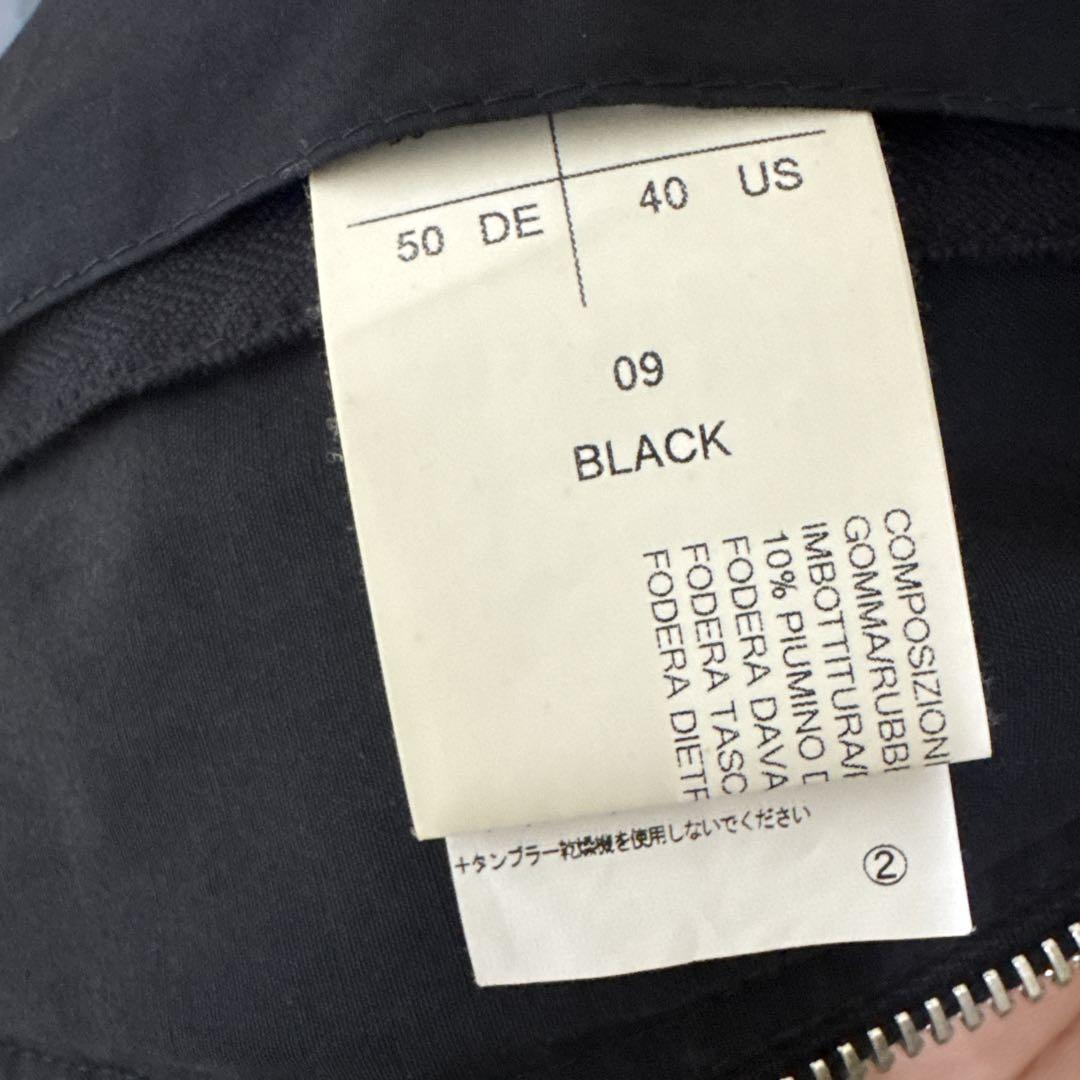 50 DE 40 US
09
BLACK
COMPOSIZIONI
GOMMA/RUBB
IMBOTTITURA/
10% PIUMINO D
FODERA DAVA
FODERA TASC
FODERA DIETR
+タンブラー乾燥機を使用しないでください
②